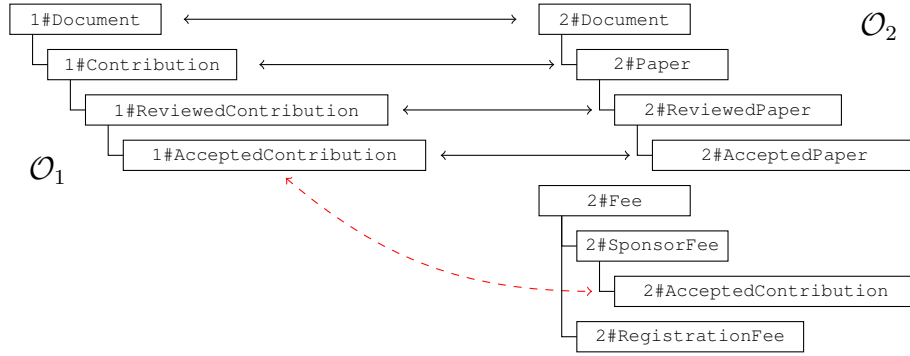 1#Document
2#Document
𝒪2
1#Contribution
2#Paper
1#ReviewedContribution
2#ReviewedPaper
1#AcceptedContribution
2#AcceptedPaper
𝒪1
2#Fee
2#SponsorFee
2#AcceptedContribution
2#RegistrationFee